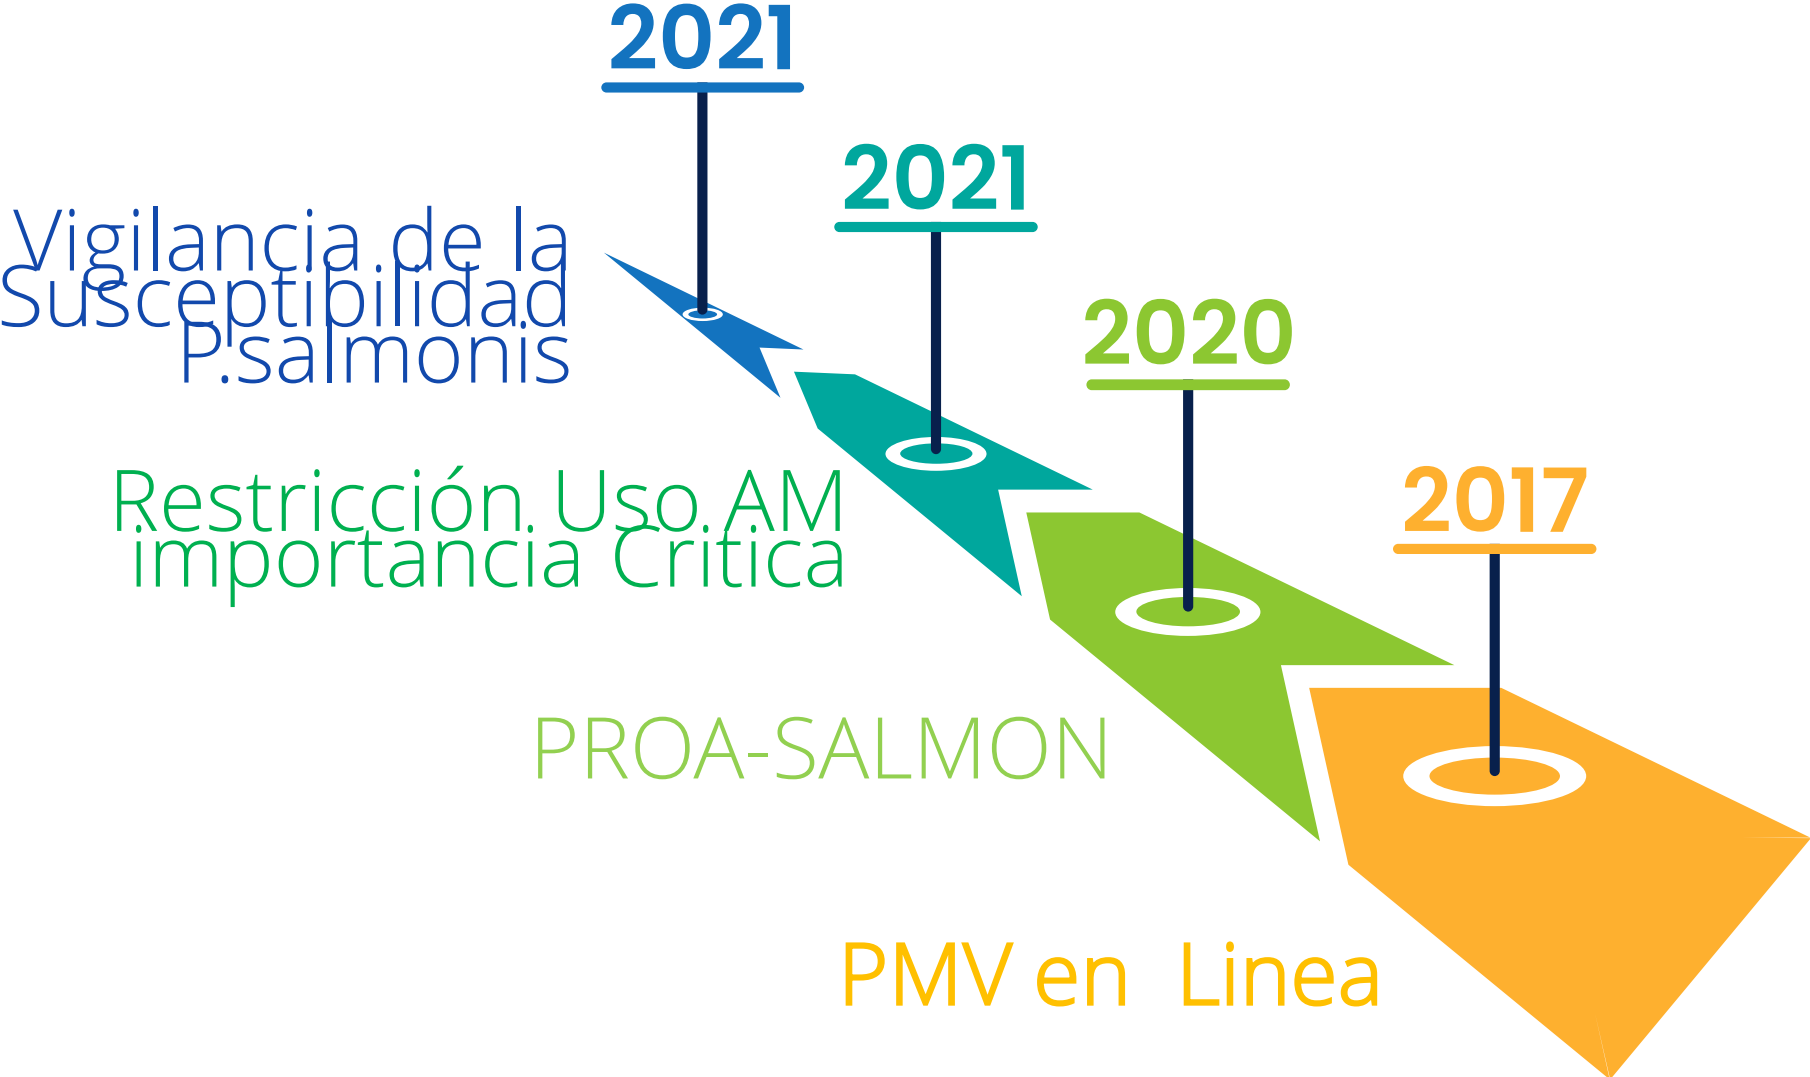 2021
2021
Vigilancia de la
Susceptibilidad
P.salmonis
2020
2017
Restricción Uso AM
importancia Critica
PROA-SALMON
PMV en Linea